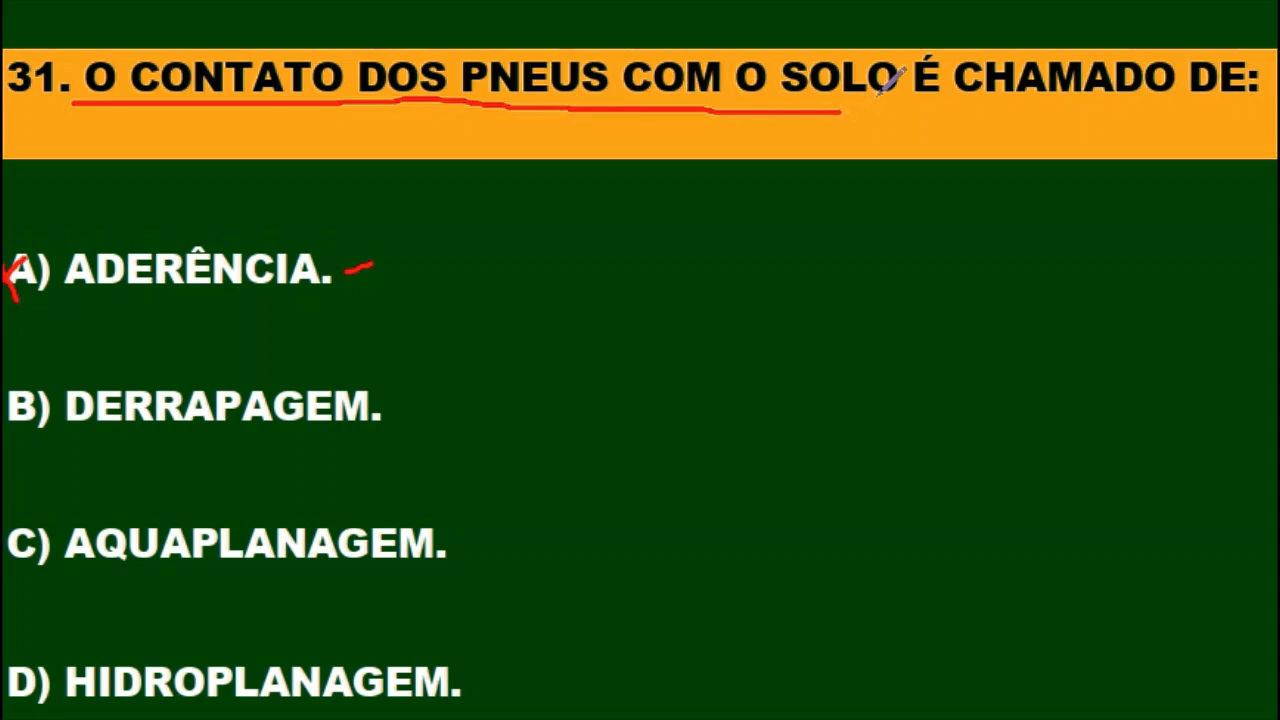 31. O CONTATO DOS PNEUS COM O SOLO É CHAMADO DE:
A) ADERÊNCIA.
B) DERRAPAGEM.
C) AQUAPLANAGEM.
D) HIDROPLANAGEM.